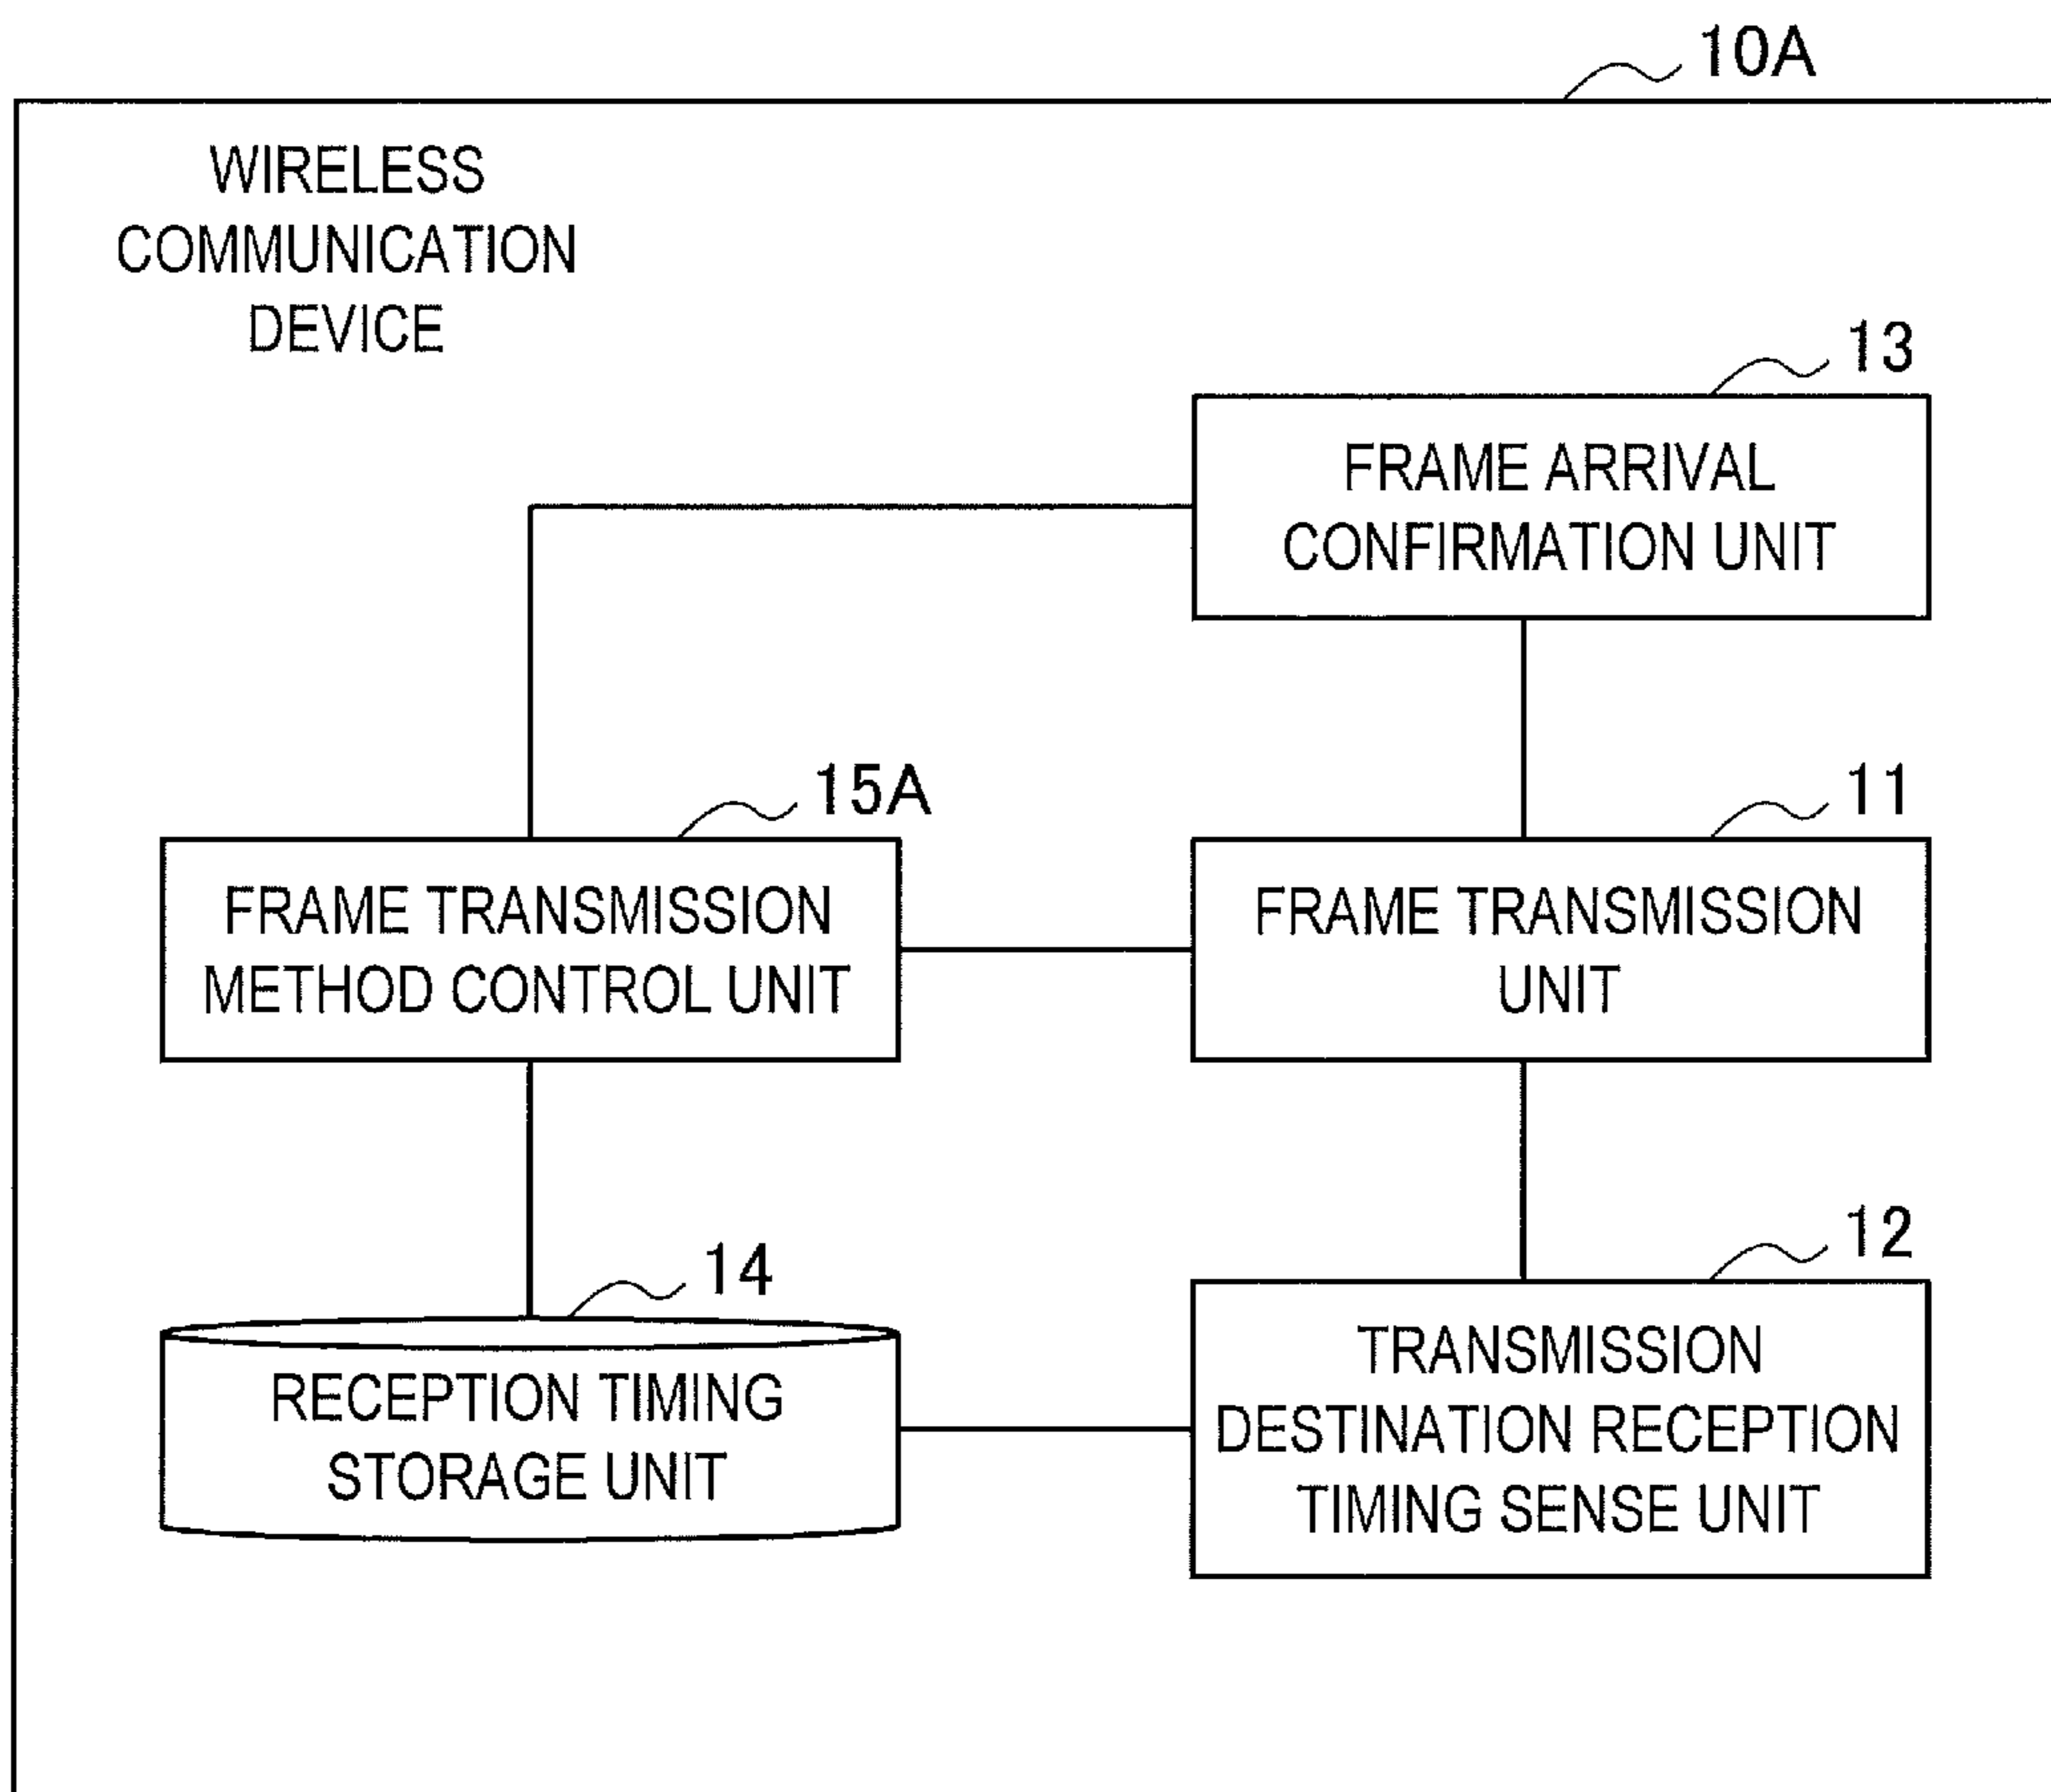 10A
WIRELESS
COMMUNICATION
DEVICE
13
FRAME ARRIVAL
CONFIRMATION UNIT
15A
FRAME TRANSMISSION
METHOD CONTROL UNIT
11
FRAME TRANSMISSION
UNIT
14
RECEPTION TIMING
STORAGE UNIT
12
TRANSMISSION
DESTINATION RECEPTION
TIMING SENSE UNIT